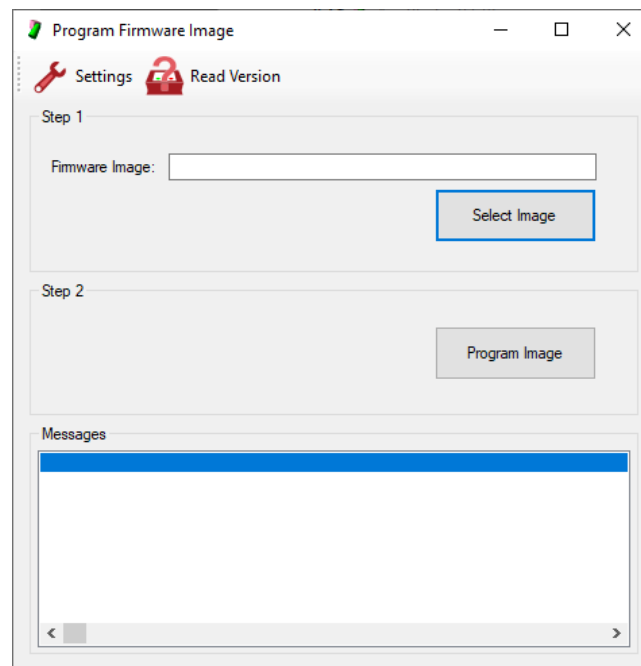 Program Firmware Image
Settings Read Version
Step 1
Firmware Image:
Select Image
Step 2
Program Image
Messages